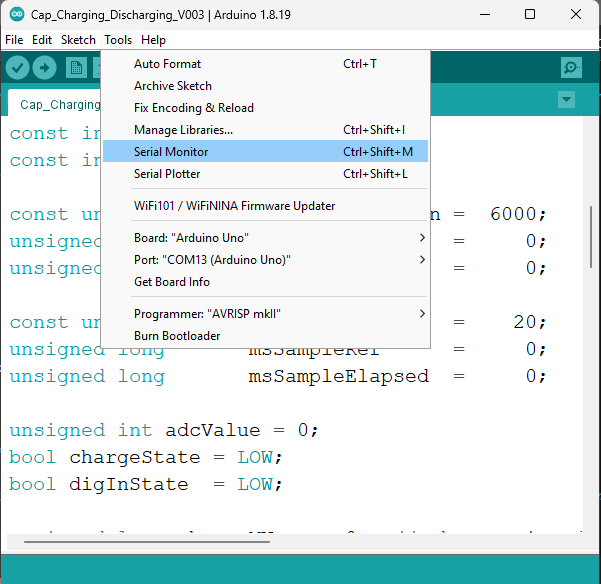 Cap_Charging_Discharging_V003 | Arduino 1.8.19
File Edit Sketch Tools Help
Auto Format Ctrl+T
Archive Sketch
Fix Encoding & Reload
Manage Libraries... Ctrl+Shift+I
Serial Monitor Ctrl+Shift+M
Serial Plotter Ctrl+Shift+L
WiFi101 / WiFiNINA Firmware Updater
Board: "Arduino Uno"
Port: "COM13 (Arduino Uno)"
Get Board Info
Programmer: "AVRISP mkII"
Burn Bootloader
Cap_Charging
const in
const in
const un = 6000;
unsigned = 0;
unsigned = 0;
const un = 20;
unsigned long msSampleRef = 0;
unsigned long msSampleElapsed = 0;
unsigned int adcValue = 0;
bool chargeState = LOW;
bool digInState = LOW;